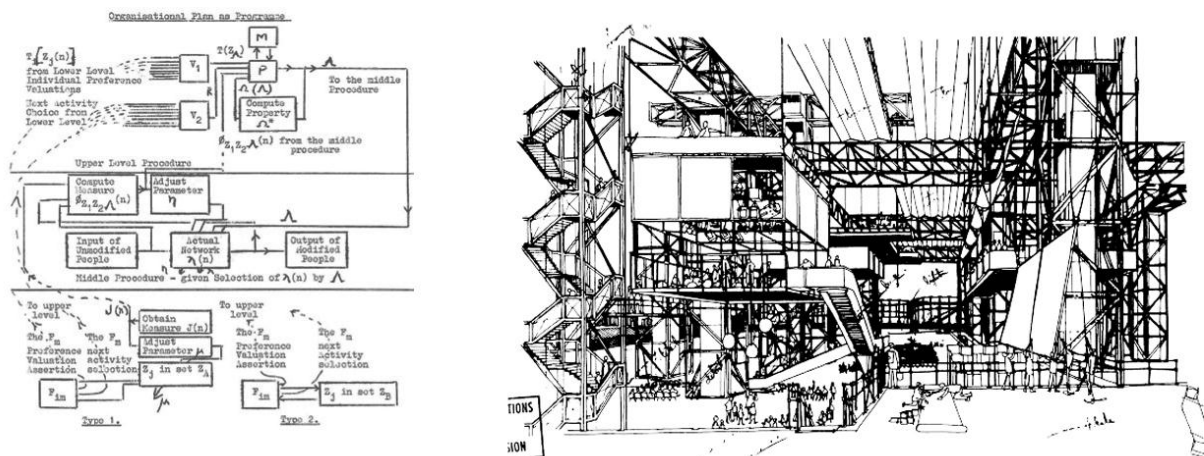 Organisational Plan as Programme
M
T(Z_Λ)
from Lower Level
Individual Preference
Valuations
V1
P
Λ
To the middle
Procedure
Next activity
Choice from
Lower Level
V2
Compute
Property
from the middle
procedure
Upper Level Procedure
Compute
Measure
Adjust
Parameter
η
Λ
Input of
Unmodified
People
Actual
Network
Output of
Modified
People
Middle Procedure - given Selection of λ(n) by Λ
To upper
level
J(n)
Obtain
Measure J(n)
Adjust
Parameter μ
Zj in set ZA
The Fm
Preference
Valuation
Assertion
The Fm
next
activity
selection
Fim
μ
Typo 1.
To upper
level
The Fm
Preference
Valuation
Assertion
The Fm
next
activity
selection
Fim
Zj in set ZB
Typo 2.
TIONS
SION